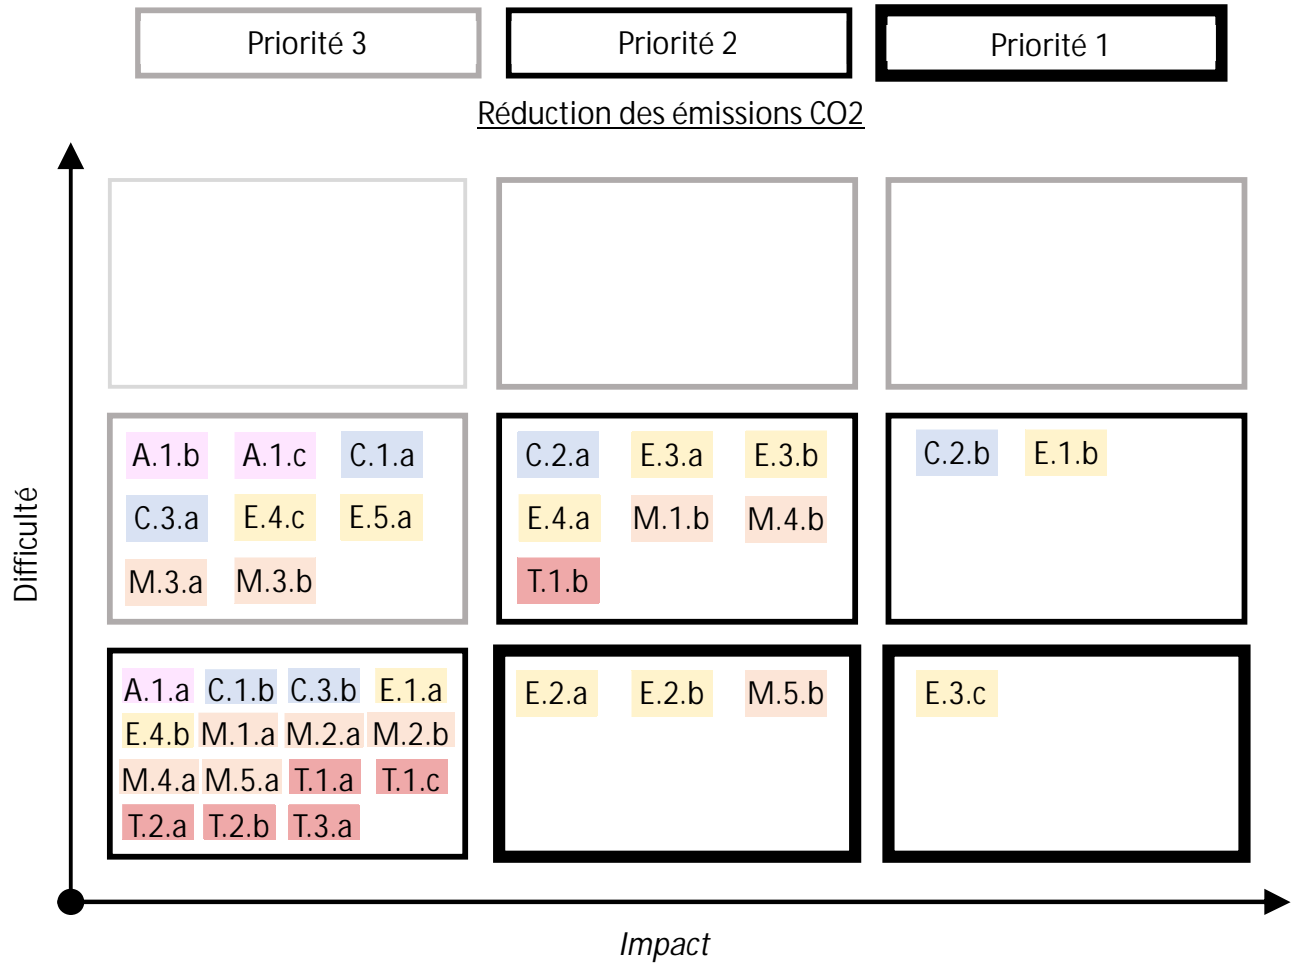 Priorité 3 Priorité 2 Priorité 1
Réduction des émissions CO2
Difficulté
A.1.b A.1.c C.1.a
C.3.a E.4.c E.5.a
M.3.a M.3.b
C.2.a E.3.a E.3.b
E.4.a M.1.b M.4.b
T.1.b
C.2.b E.1.b
A.1.a C.1.b C.3.b E.1.a
E.4.b M.1.a M.2.a M.2.b
M.4.a M.5.a T.1.a T.1.c
T.2.a T.2.b T.3.a
E.2.a E.2.b M.5.b
E.3.c
Impact